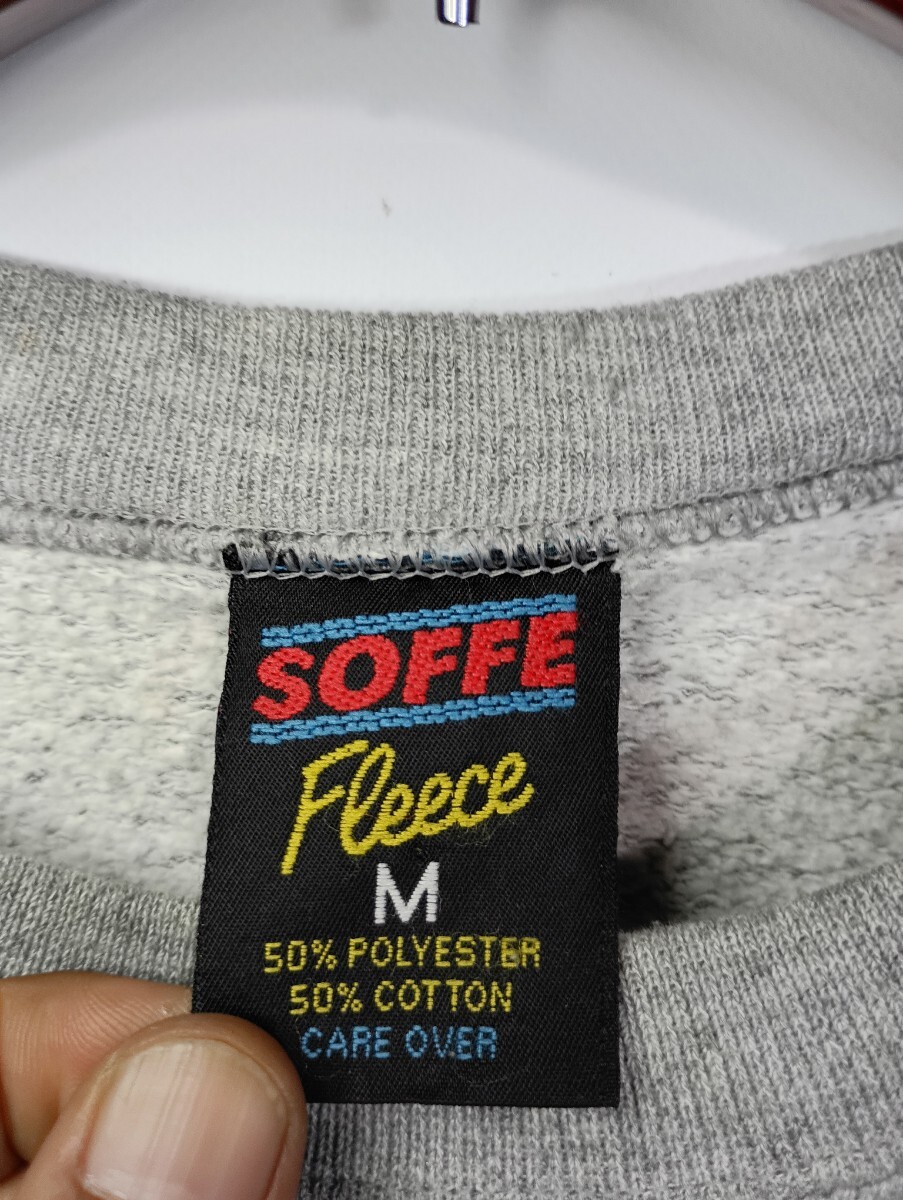 SOFFE
Fleece
M
50% POLYESTER
50% COTTON
CARE OVER